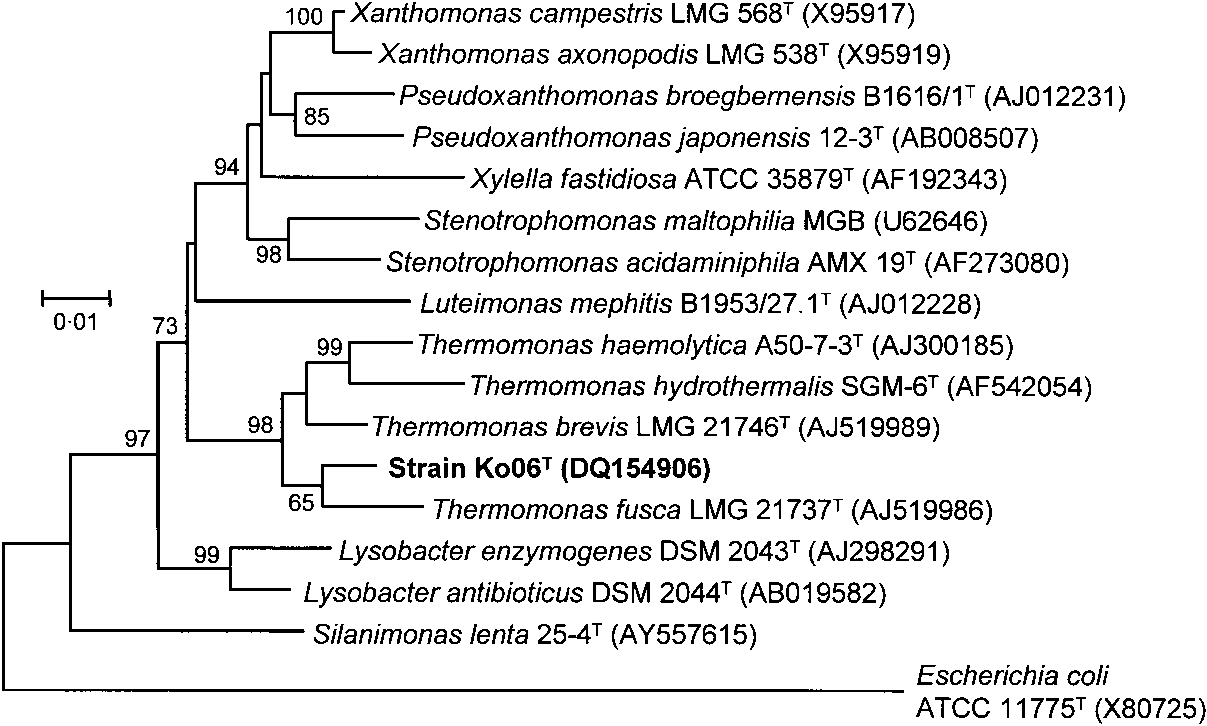 100 Xanthomonas campestris LMG 568ᵀ (X95917)
Xanthomonas axonopodis LMG 538ᵀ (X95919)
Pseudoxanthomonas broegbernensis B1616/1ᵀ (AJ012231)
85
Pseudoxanthomonas japonensis 12-3ᵀ (AB008507)
94
Xylella fastidiosa ATCC 35879ᵀ (AF192343)
Stenotrophomonas maltophilia MGB (U62646)
98
Stenotrophomonas acidaminiphila AMX 19ᵀ (AF273080)
Luteimonas mephitis B1953/27.1ᵀ (AJ012228)
0·01
73
99
Thermomonas haemolytica A50-7-3ᵀ (AJ300185)
Thermomonas hydrothermalis SGM-6ᵀ (AF542054)
98
Thermomonas brevis LMG 21746ᵀ (AJ519989)
97
Strain Ko06ᵀ (DQ154906)
65
Thermomonas fusca LMG 21737ᵀ (AJ519986)
99
Lysobacter enzymogenes DSM 2043ᵀ (AJ298291)
Lysobacter antibioticus DSM 2044ᵀ (AB019582)
Silanimonas lenta 25-4ᵀ (AY557615)
Escherichia coli
ATCC 11775ᵀ (X80725)